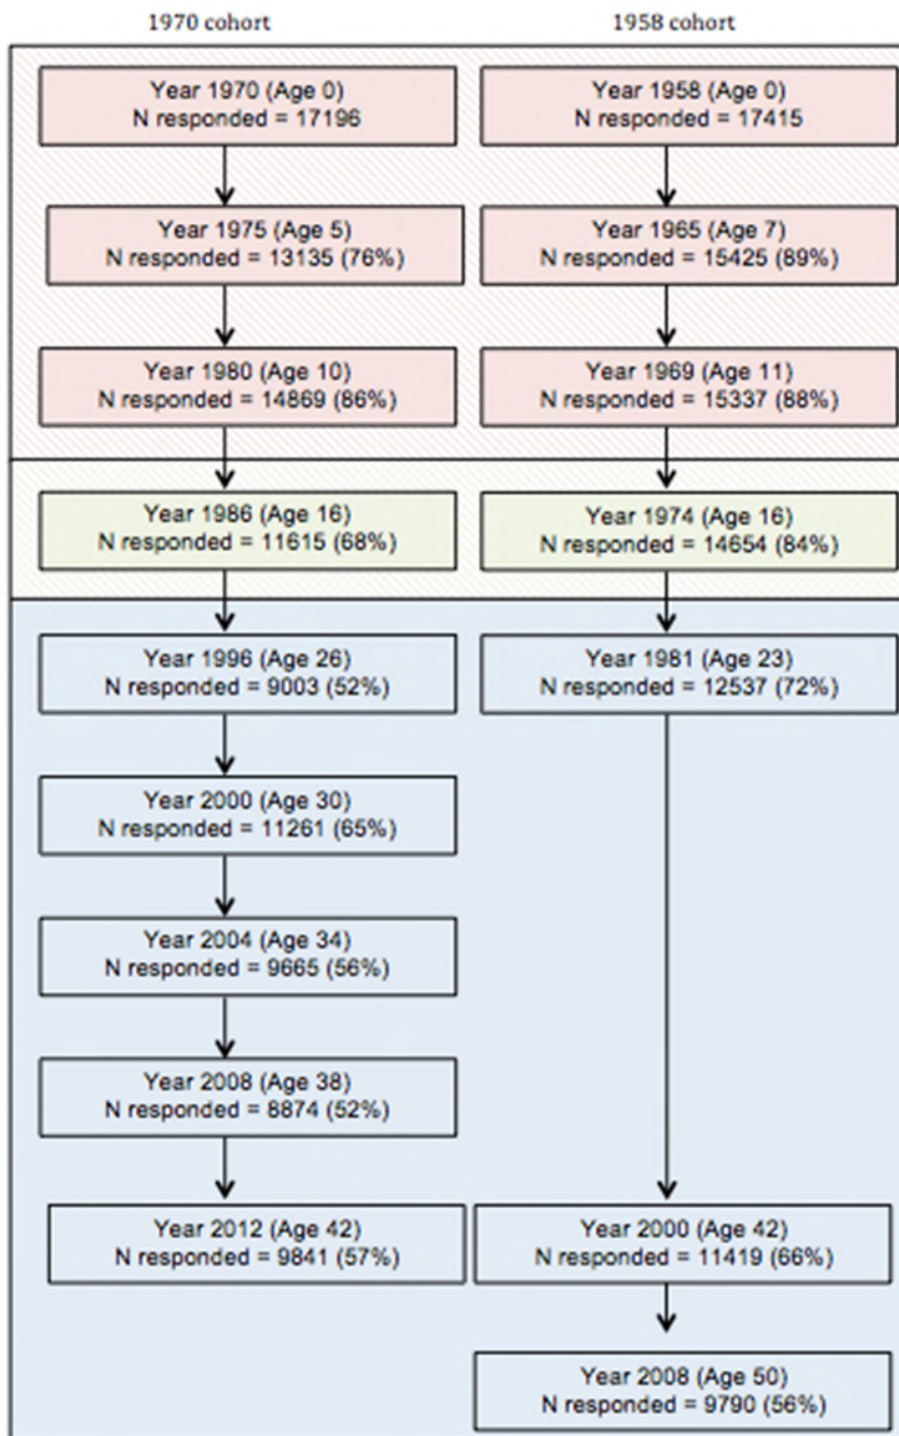 1970 cohort
1958 cohort
Year 1970 (Age 0)
N responded = 17196
Year 1958 (Age 0)
N responded = 17415
Year 1975 (Age 5)
N responded = 13135 (76%)
Year 1965 (Age 7)
N responded = 15425 (89%)
Year 1980 (Age 10)
N responded = 14869 (86%)
Year 1969 (Age 11)
N responded = 15337 (88%)
Year 1986 (Age 16)
N responded = 11615 (68%)
Year 1974 (Age 16)
N responded = 14654 (84%)
Year 1996 (Age 26)
N responded = 9003 (52%)
Year 1981 (Age 23)
N responded = 12537 (72%)
Year 2000 (Age 30)
N responded = 11261 (65%)
Year 2004 (Age 34)
N responded = 9665 (56%)
Year 2008 (Age 38)
N responded = 8874 (52%)
Year 2012 (Age 42)
N responded = 9841 (57%)
Year 2000 (Age 42)
N responded = 11419 (66%)
Year 2008 (Age 50)
N responded = 9790 (56%)